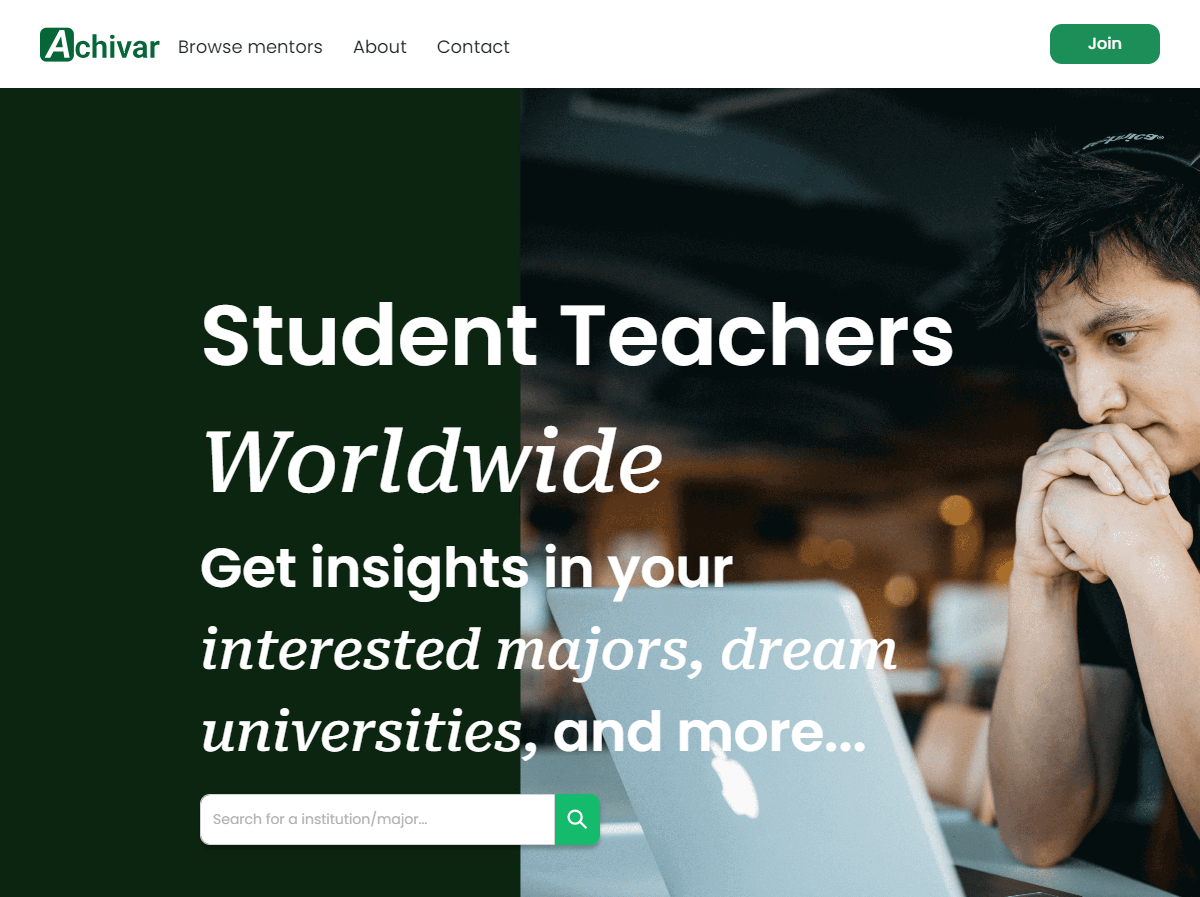 Achivar Browse mentors About Contact Join
Student Teachers
Worldwide
Get insights in your
interested majors, dream
universities, and more...
Search for a institution/major...